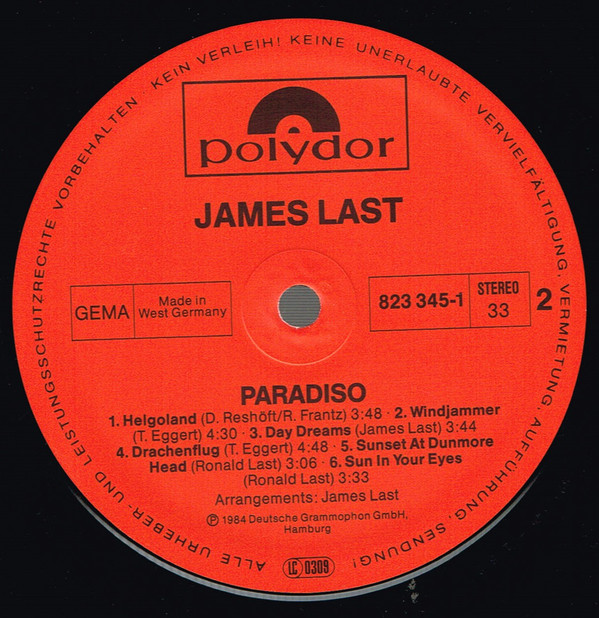 ALLE URHEBER- UND LEISTUNGSSCHUTZRECHTE VORBEHALTEN · KEIN VERLEIH! KEINE UNERLAUBTE VERVIELFÄLTIGUNG, VERMIETUNG, AUFFÜHRUNG, SENDUNG!
polydor
JAMES LAST
GEMA
Made in
West Germany
823 345-1
STEREO
33
2
PARADISO
1. Helgoland (D. Reshöft/R. Frantz) 3:48 · 2. Windjammer
(T. Eggert) 4:30 · 3. Day Dreams (James Last) 3:44
4. Drachenflug (T. Eggert) 4:48 · 5. Sunset At Dunmore
Head (Ronald Last) 3:06 · 6. Sun In Your Eyes
(Ronald Last) 3:33
Arrangements: James Last
℗ 1984 Deutsche Grammophon GmbH,
Hamburg
LC 0309